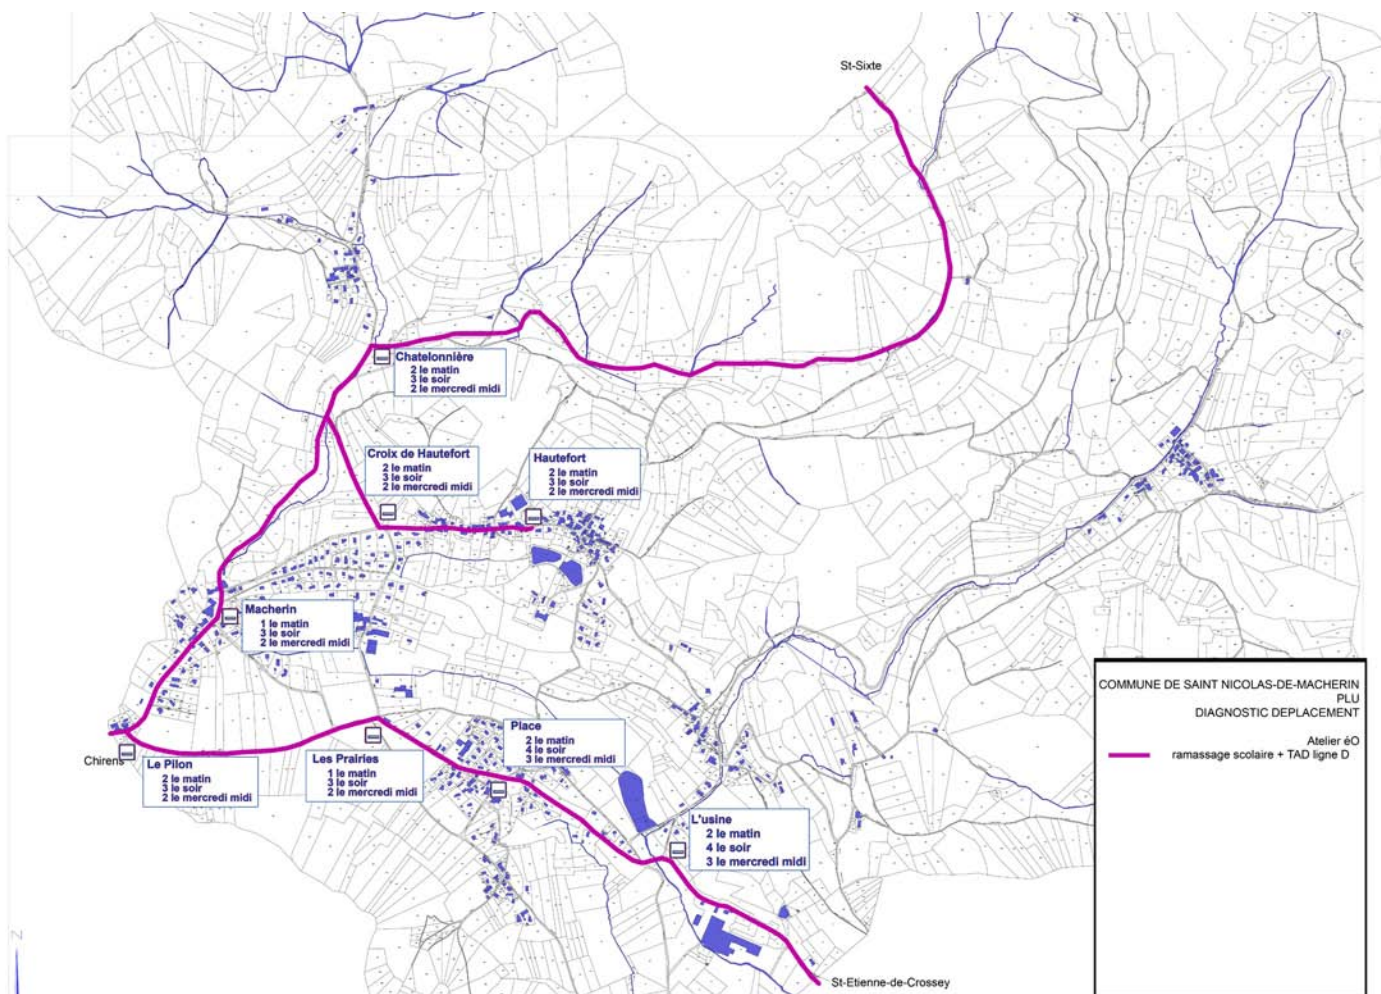 St-Sixte
Chatelonnière
2 le matin
3 le soir
2 le mercredi midi
Croix de Hautefort
2 le matin
3 le soir
2 le mercredi midi
Hautefort
2 le matin
3 le soir
2 le mercredi midi
Macherin
1 le matin
3 le soir
2 le mercredi midi
Chirens
Le Pilon
2 le matin
3 le soir
2 le mercredi midi
Les Prairies
1 le matin
3 le soir
2 le mercredi midi
Place
2 le matin
4 le soir
3 le mercredi midi
L'usine
2 le matin
4 le soir
3 le mercredi midi
St-Etienne-de-Crossey
COMMUNE DE SAINT NICOLAS-DE-MACHERIN
PLU
DIAGNOSTIC DEPLACEMENT
Atelier éO
ramassage scolaire + TAD ligne D
Z